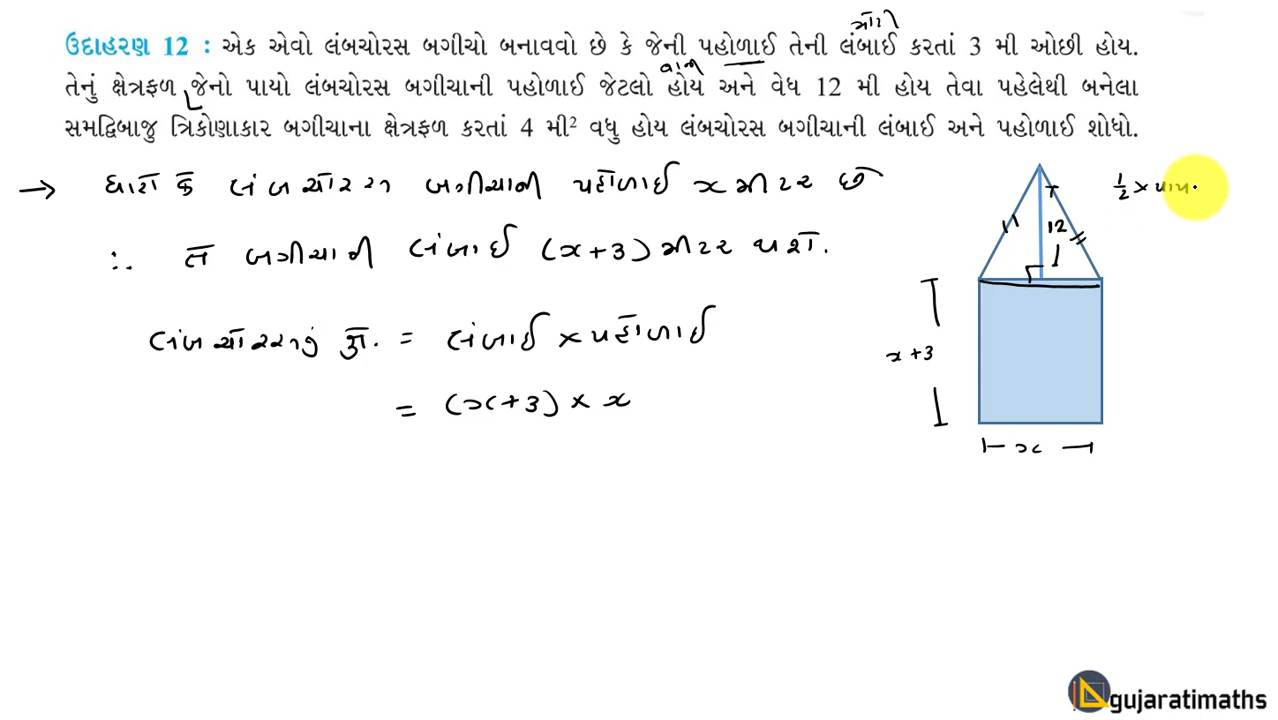 ઉદાહરણ 12 : એક એવો લંબચોરસ બગીચો બનાવવો છે કે જેની પહોળાઈ તેની લંબાઈ કરતાં 3 મી ઓછી હોય.
તેનું ક્ષેત્રફળ જેનો પાયો લંબચોરસ બગીચાની પહોળાઈ જેટલો હોય અને વેધ 12 મી હોય તેવા પહેલેથી બનેલા
સમદ્વિબાજુ ત્રિકોણાકાર બગીચાના ક્ષેત્રફળ કરતાં 4 મી² વધુ હોય લંબચોરસ બગીચાની લંબાઈ અને પહોળાઈ શોધો.
→ ધારો કે લંબચોરસ બગીચાની પહોળાઈ x મીટર છે
∴ તે બગીચાની લંબાઈ (x+3) મીટર થશે.
લંબચોરસનું ક્ષે. = લંબાઈ × પહોળાઈ
= (x+3) × x
1/2 ×
12
x+3
x
gujaratimaths